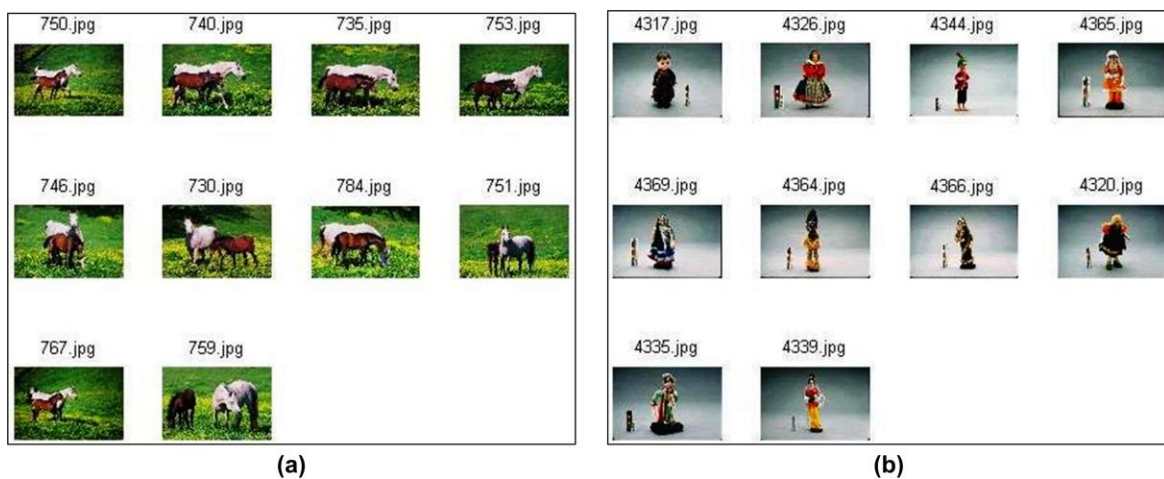 750.jpg 740.jpg 735.jpg 753.jpg
746.jpg 730.jpg 784.jpg 751.jpg
767.jpg 759.jpg
(a)
4317.jpg 4326.jpg 4344.jpg 4365.jpg
4369.jpg 4364.jpg 4366.jpg 4320.jpg
4335.jpg 4339.jpg
(b)